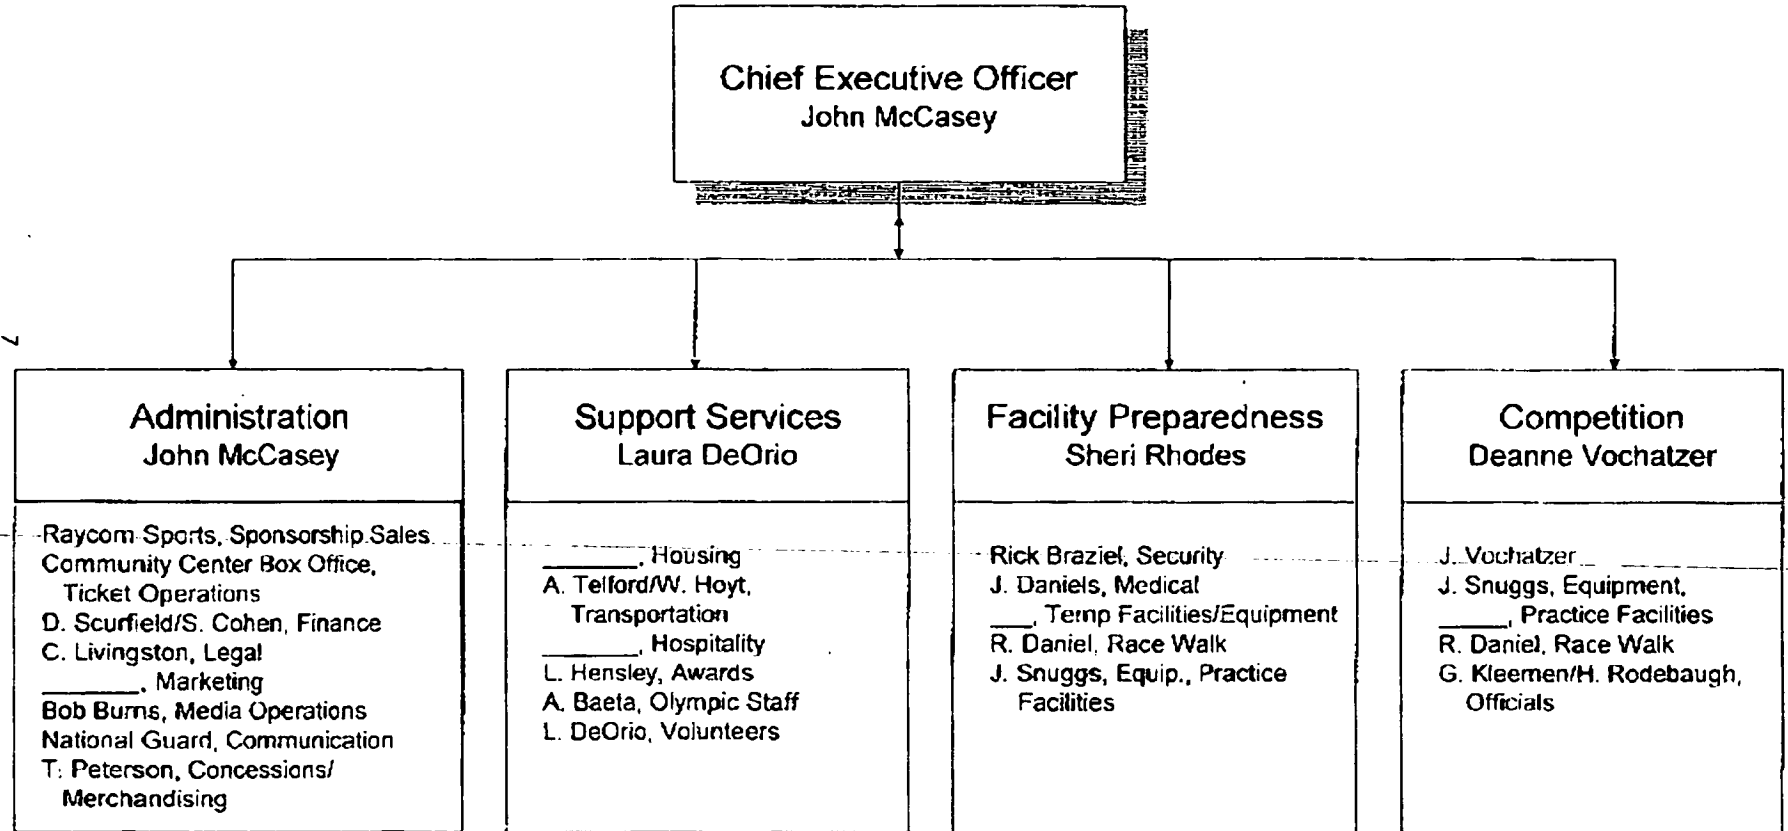 Chief Executive Officer
John McCasey
7
Administration
John McCasey
Raycom Sports, Sponsorship Sales
Community Center Box Office,
Ticket Operations
D. Scurfield/S. Cohen, Finance
C. Livingston, Legal
_______, Marketing
Bob Burns, Media Operations
National Guard, Communication
T. Peterson, Concessions/
Merchandising
Support Services
Laura DeOrio
_______, Housing
A. Telford/W. Hoyt,
Transportation
_______, Hospitality
L. Hensley, Awards
A. Baeta, Olympic Staff
L. DeOrio, Volunteers
Facility Preparedness
Sheri Rhodes
Rick Braziel, Security
J. Daniels, Medical
___, Temp Facilities/Equipment
R. Daniel, Race Walk
J. Snuggs, Equip., Practice
Facilities
Competition
Deanne Vochatzer
J. Vochatzer
J. Snuggs, Equipment,
_____, Practice Facilities
R. Daniel, Race Walk
G. Kleemen/H. Rodebaugh,
Officials